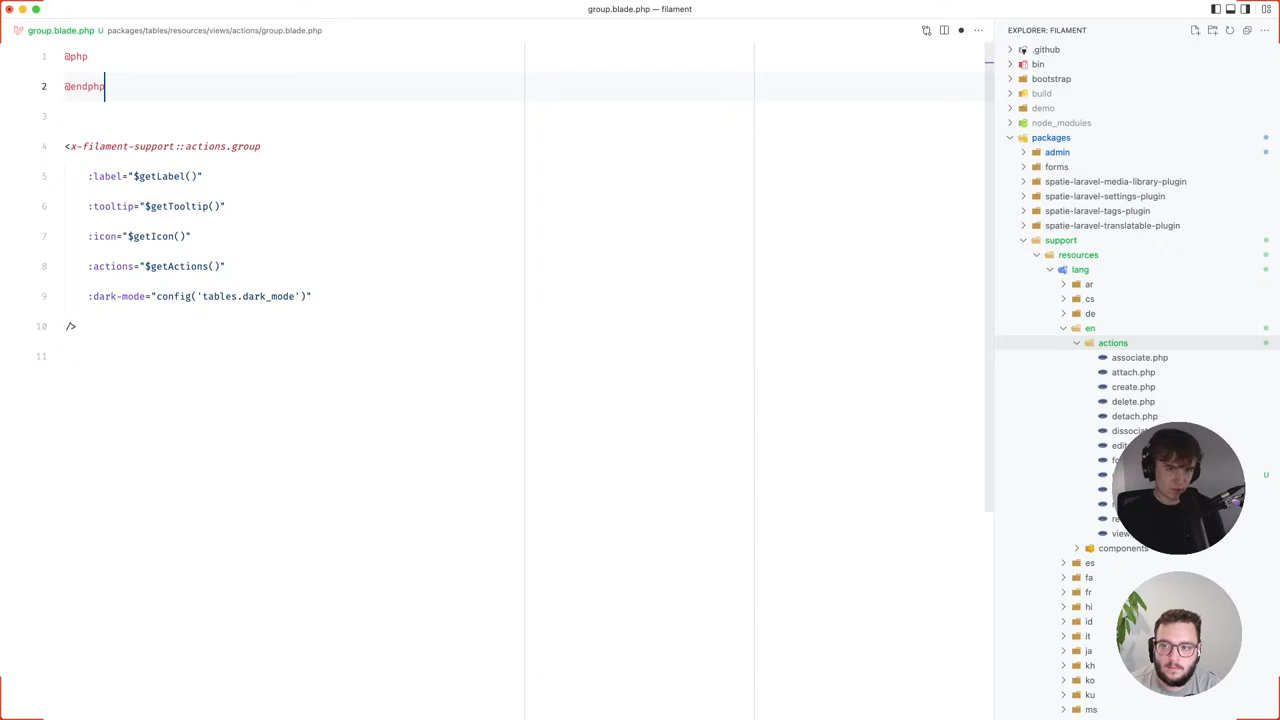 group.blade.php — filament
group.blade.php U packages/tables/resources/views/actions/group.blade.php
EXPLORER: FILAMENT
1 @php
2 @endphp
3
4 <x-filament-support::actions.group
5 :label="$getLabel()"
6 :tooltip="$getTooltip()"
7 :icon="$getIcon()"
8 :actions="$getActions()"
9 :dark-mode="config('tables.dark_mode')"
10 />
11
.github
bin
bootstrap
build
demo
node_modules
packages
admin
forms
spatie-laravel-media-library-plugin
spatie-laravel-settings-plugin
spatie-laravel-tags-plugin
spatie-laravel-translatable-plugin
support
resources
lang
ar
cs
de
en
actions
associate.php
attach.php
create.php
delete.php
detach.php
U
components
es
fa
fr
hi
id
it
ja
kh
ko
ku
ms